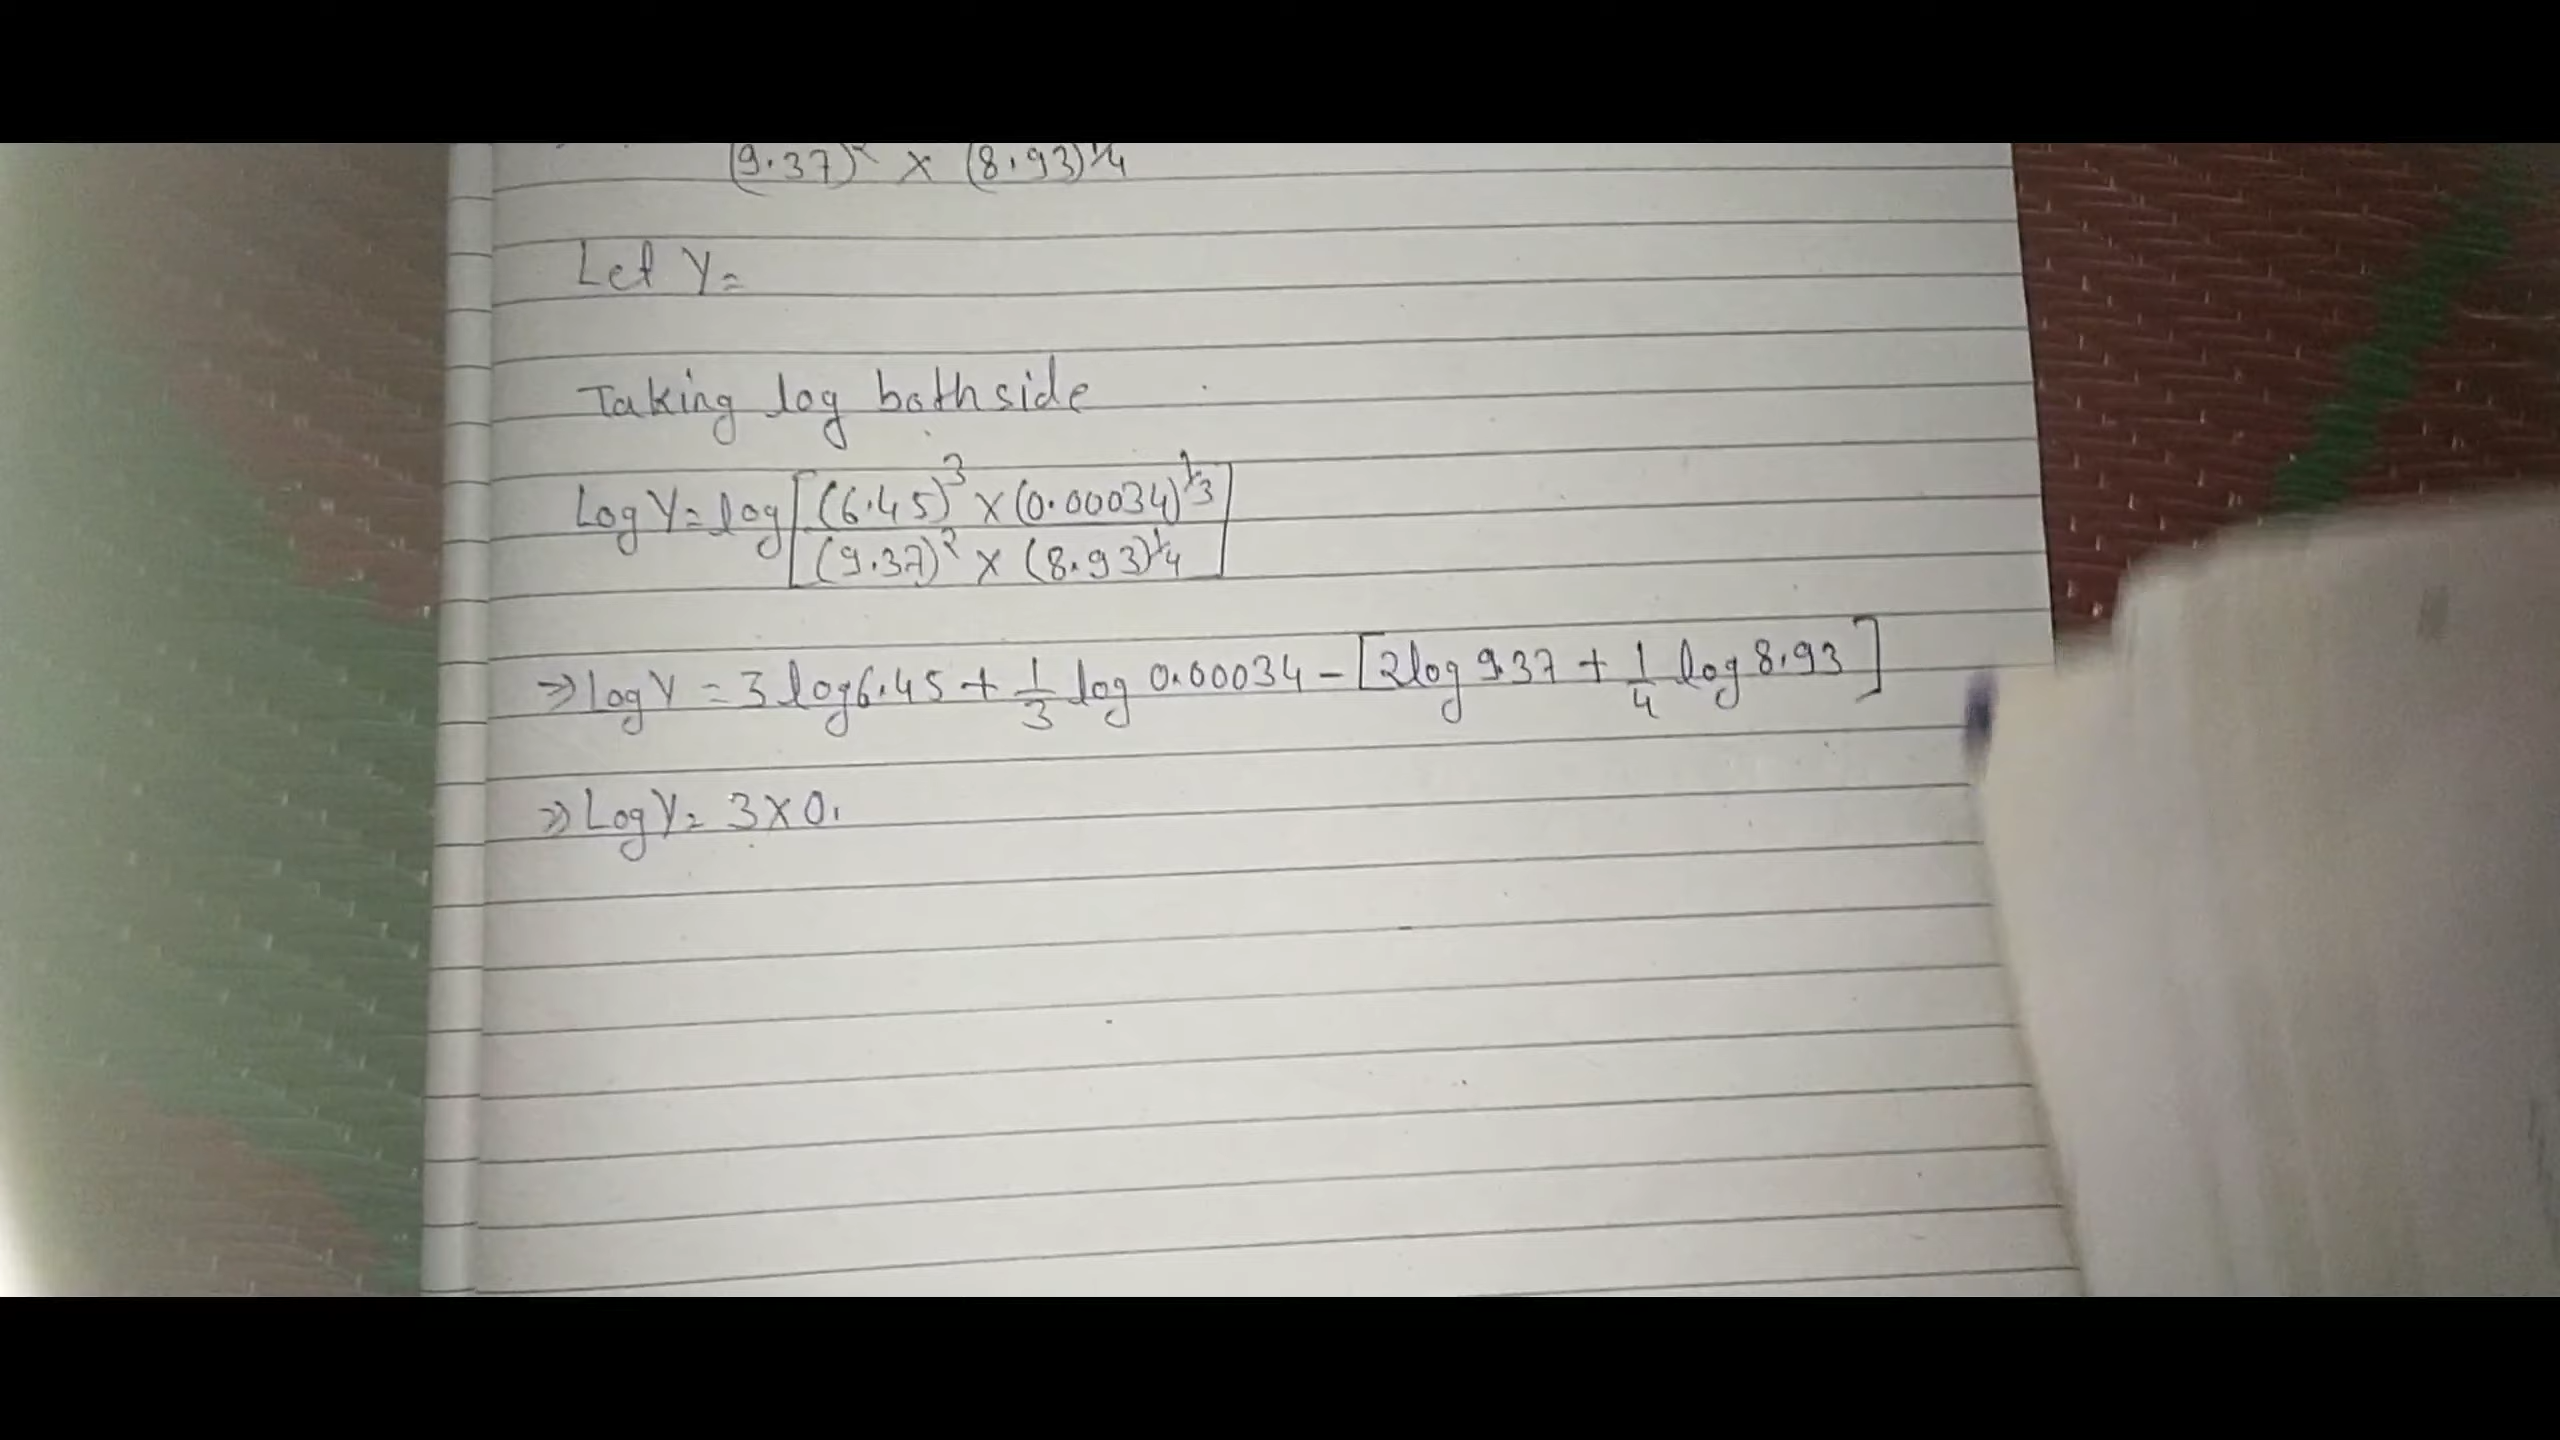 (9.37)² × (8.93)^1/4
Let Y=
Taking log bothside
Log Y = log [(6.45)³ × (0.00034)^1/3
(9.37)² × (8.93)^1/4]
⇒ Log Y = 3 log 6.45 + 1/3 log 0.00034 – [2 log 9.37 + 1/4 log 8.93]
⇒ Log Y = 3 × 0.